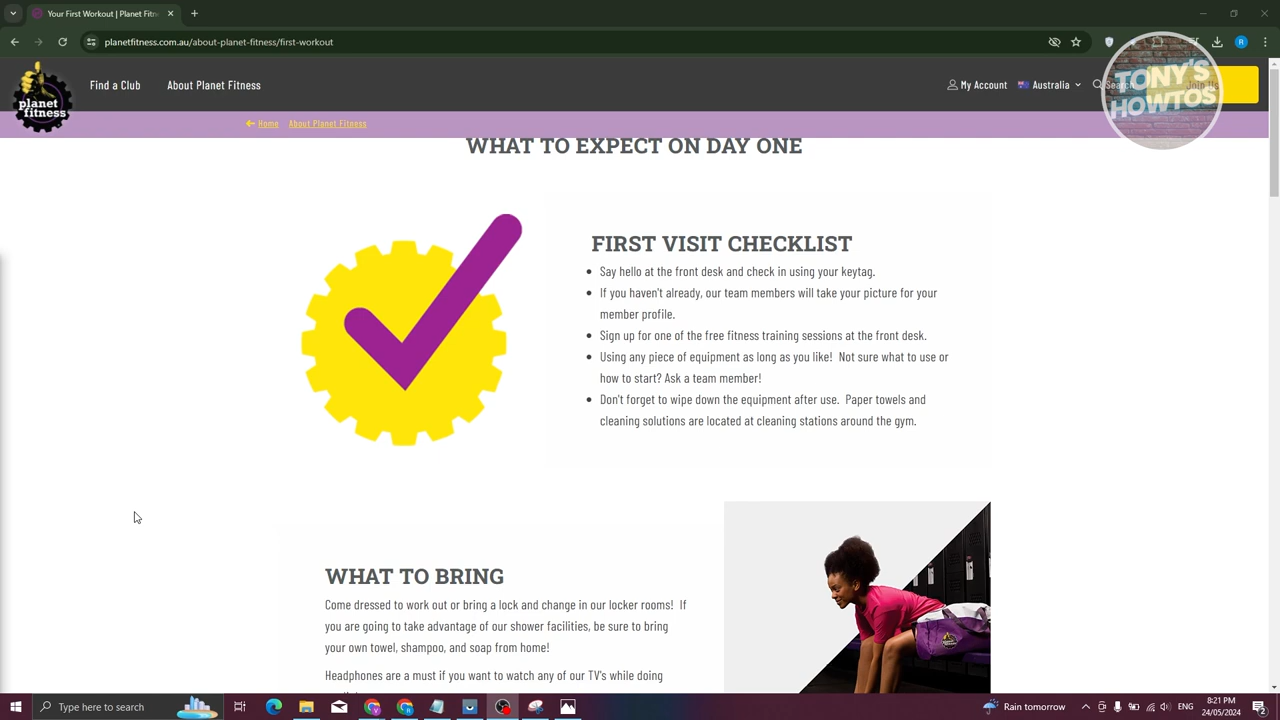 Your First Workout | Planet Fitn
planetfitness.com.au/about-planet-fitness/first-workout
R
planet
fitness
Find a Club
About Planet Fitness
My Account
Australia
Search
Join Us
TONY'S
HOWTOS
Home
About Planet Fitness
WHAT TO EXPECT ON DAY ONE
FIRST VISIT CHECKLIST
Say hello at the front desk and check in using your keytag.
If you haven't already, our team members will take your picture for your
member profile.
Sign up for one of the free fitness training sessions at the front desk.
Using any piece of equipment as long as you like! Not sure what to use or
how to start? Ask a team member!
Don't forget to wipe down the equipment after use. Paper towels and
cleaning solutions are located at cleaning stations around the gym.
WHAT TO BRING
Come dressed to work out or bring a lock and change in our locker rooms! If
you are going to take advantage of our shower facilities, be sure to bring
your own towel, shampoo, and soap from home!
Headphones are a must if you want to watch any of our TV's while doing
Type here to search
Rain tomorrow
ENG
8:21 PM
24/05/2024
2